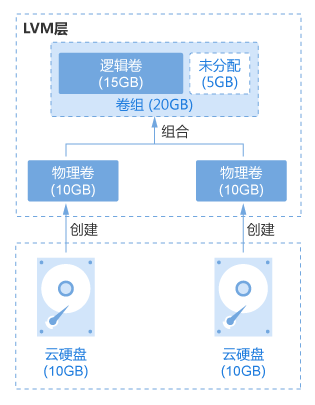 LVM层
逻辑卷
(15GB)
未分配
(5GB)
卷组 (20GB)
组合
物理卷
(10GB)
物理卷
(10GB)
创建
创建
云硬盘
(10GB)
云硬盘
(10GB)